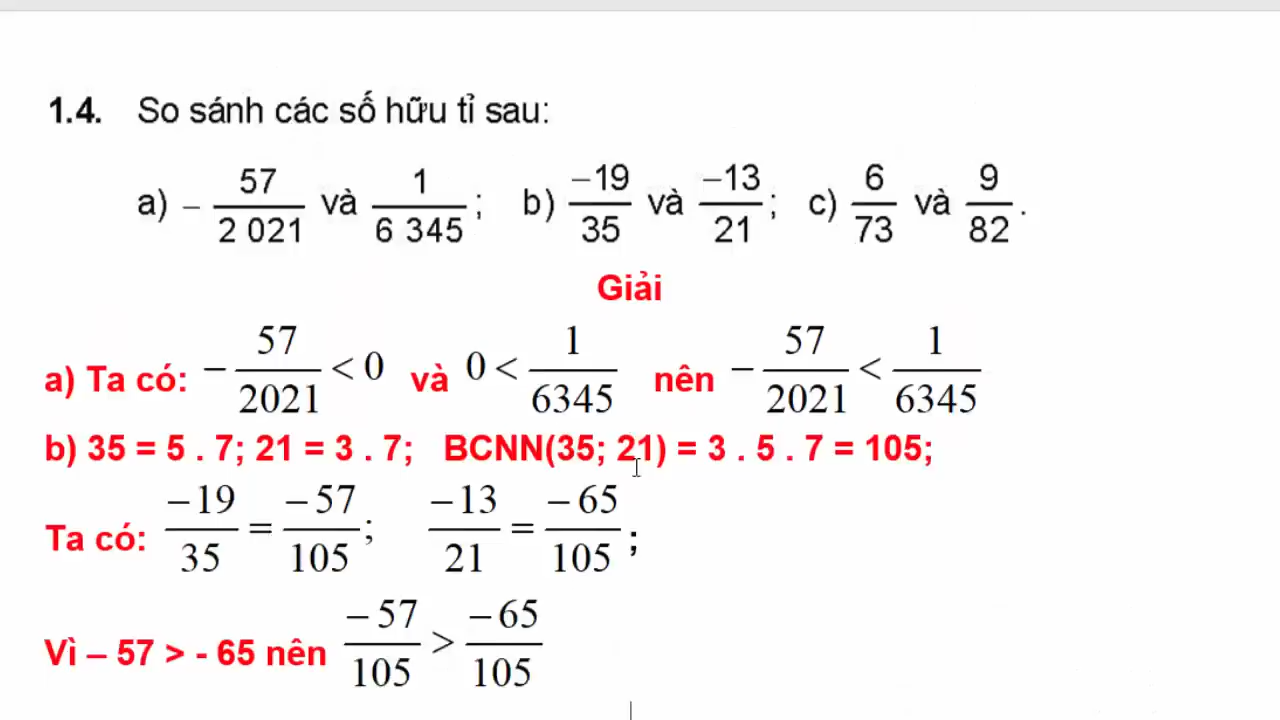 1.4. So sánh các số hữu tỉ sau:
a) - 57/2 021 và 1/6 345; b) -19/35 và -13/21; c) 6/73 và 9/82.
Giải
a) Ta có: - 57/2021 < 0 và 0 < 1/6345 nên - 57/2021 < 1/6345
b) 35 = 5 . 7; 21 = 3 . 7; BCNN(35; 21) = 3 . 5 . 7 = 105;
Ta có: -19/35 = -57/105; -13/21 = -65/105 ;
Vì – 57 > - 65 nên -57/105 > -65/105